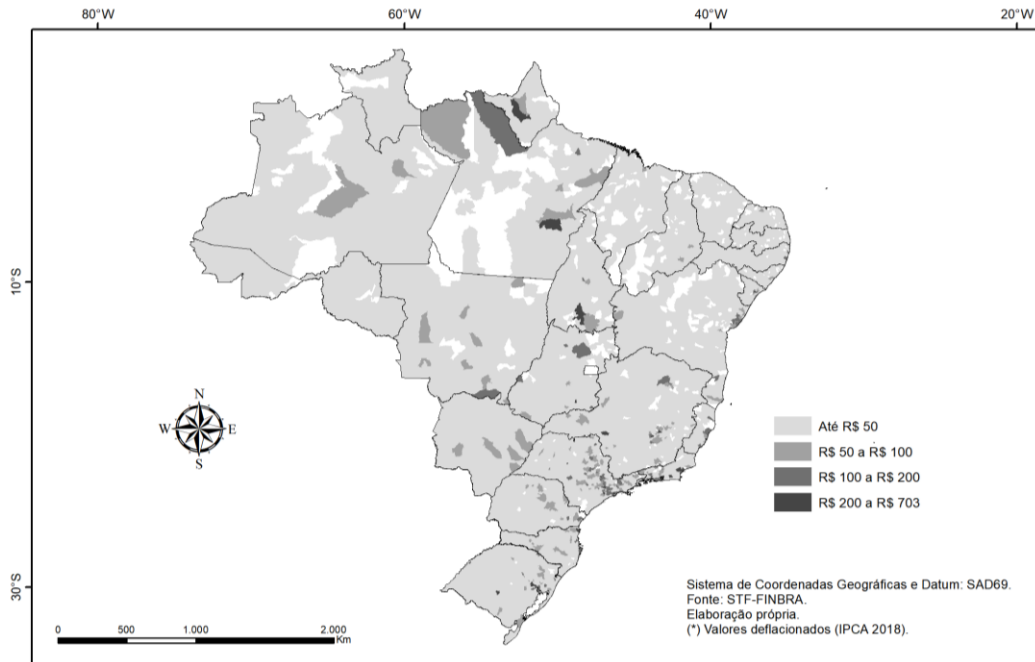 80°W 60°W 40°W 20°W
10°S
N
W E
S
Até R$ 50
R$ 50 a R$ 100
R$ 100 a R$ 200
R$ 200 a R$ 703
30°S
Sistema de Coordenadas Geográficas e Datum: SAD69.
Fonte: STF-FINBRA.
Elaboração própria.
(*) Valores deflacionados (IPCA 2018).
0 500 1.000 2.000
Km